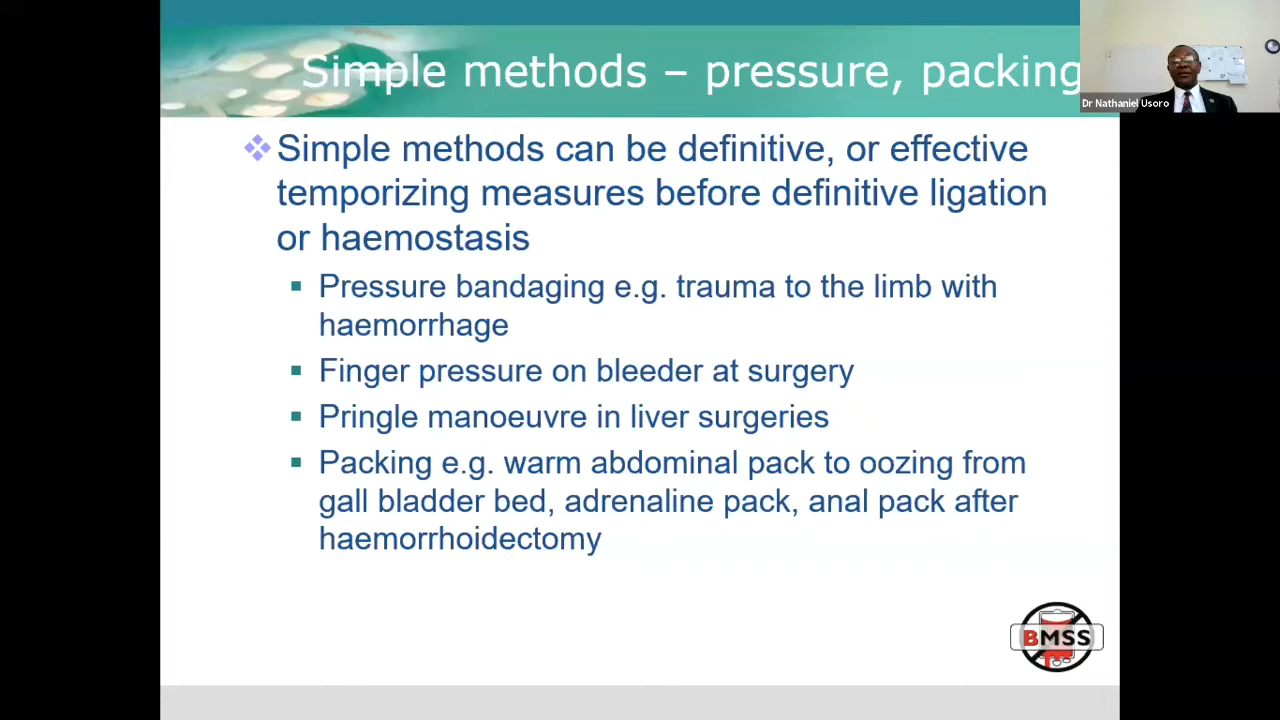 Simple methods – pressure, packing
Dr Nathaniel Usoro
Simple methods can be definitive, or effective
temporizing measures before definitive ligation
or haemostasis
Pressure bandaging e.g. trauma to the limb with
haemorrhage
Finger pressure on bleeder at surgery
Pringle manoeuvre in liver surgeries
Packing e.g. warm abdominal pack to oozing from
gall bladder bed, adrenaline pack, anal pack after
haemorrhoidectomy
BMSS